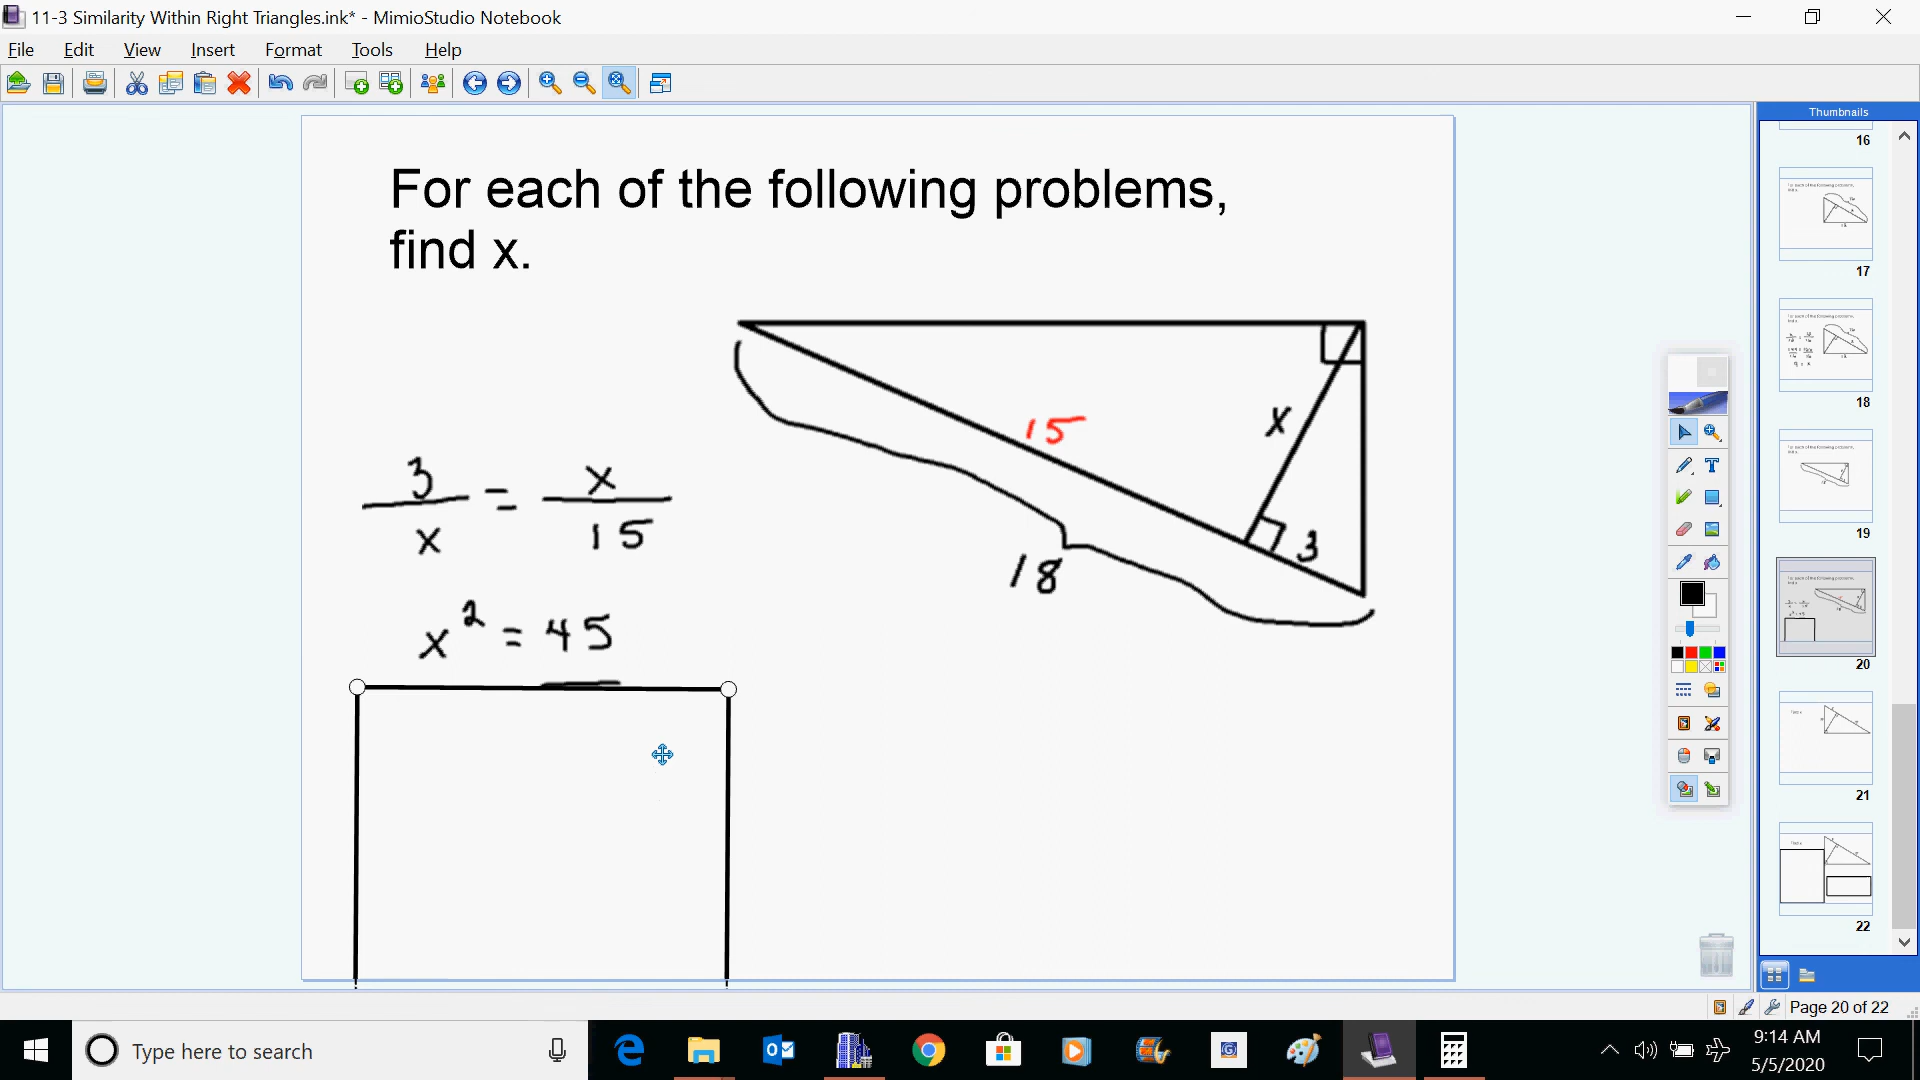 11-3 Similarity Within Right Triangles.ink* - MimioStudio Notebook
File Edit View Insert Format Tools Help
Thumbnails
For each of the following problems,
find x.
15
x
3
18
3 = x
x 15
x² = 45
16
17
18
19
20
21
22
Page 20 of 22
Type here to search
9:14 AM
5/5/2020